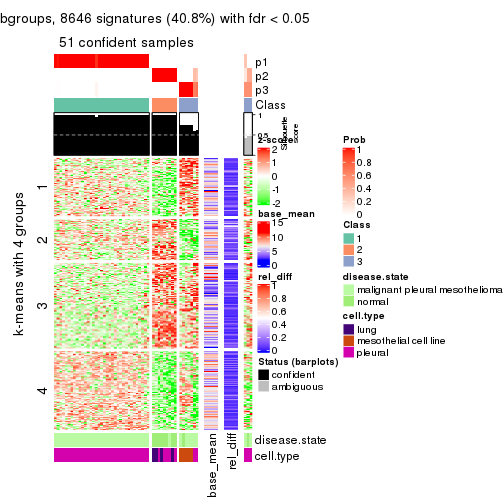 bgroups, 8646 signatures (40.8%) with fdr < 0.05
51 confident samples
p1
p2
p3
Class
1
0.5
Silhouette
score
k-means with 4 groups
1
2
3
4
z-score
2
1
0
-1
-2
base_mean
15
10
5
0
rel_diff
1
0.8
0.6
0.4
0.2
0
Status (barplots)
confident
ambiguous
Prob
1
0.8
0.6
0.4
0.2
0
Class
1
2
3
disease.state
malignant pleural mesothelioma
normal
cell.type
lung
mesothelial cell line
pleural
disease.state
cell.type
base_mean
rel_diff